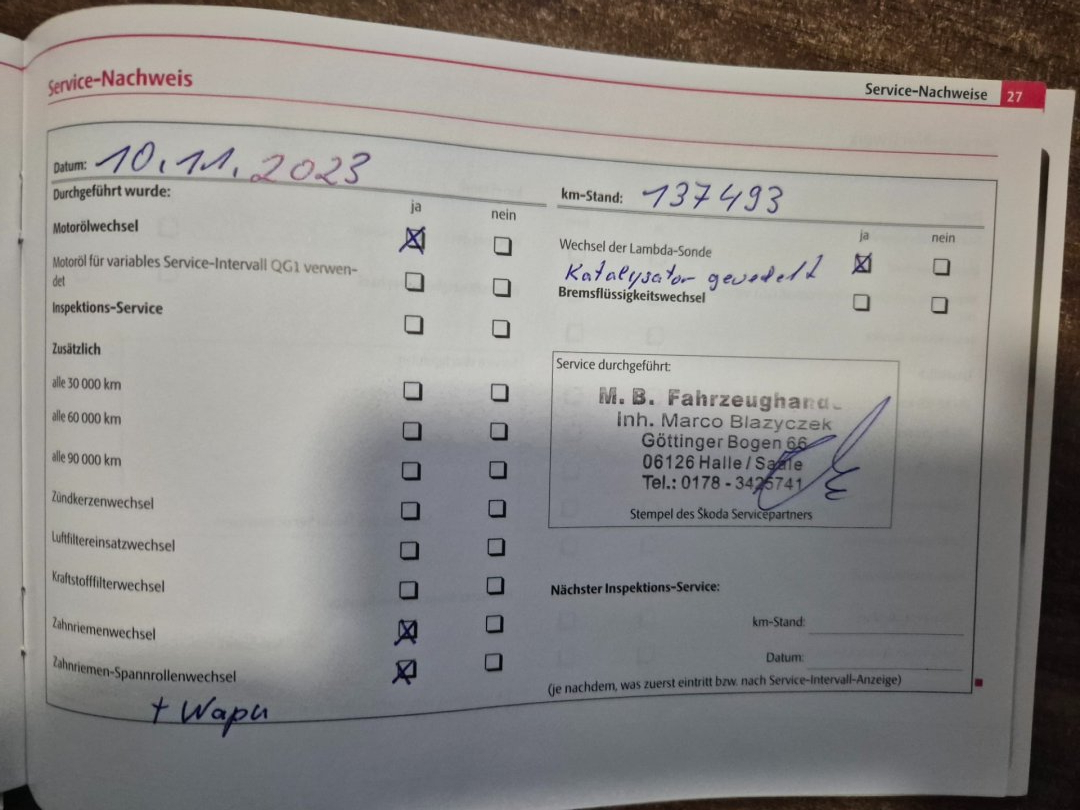 Service-Nachweis
Service-Nachweise 27
Datum: 10.11.2023
Durchgeführt wurde:
ja nein
Motorölwechsel
Motoröl für variables Service-Intervall QG1 verwen-
det
Inspektions-Service
Zusätzlich
alle 30 000 km
alle 60 000 km
alle 90 000 km
Zündkerzenwechsel
Luftfiltereinsatzwechsel
Kraftstofffilterwechsel
Zahnriemenwechsel
Zahnriemen-Spannrollenwechsel
+ Wapu
km-Stand: 137493
ja nein
Wechsel der Lambda-Sonde
Katalysator
Bremsflüssigkeitswechsel
Service durchgeführt:
M. B. Fahrzeughand
Inh. Marco Blazyczek
Göttinger Bogen 66
06126 Halle / Saale
Tel.: 0178 - 3426741
Stempel des Škoda Servicepartners
Nächster Inspektions-Service:
km-Stand:
Datum:
(je nachdem, was zuerst eintritt bzw. nach Service-Intervall-Anzeige)